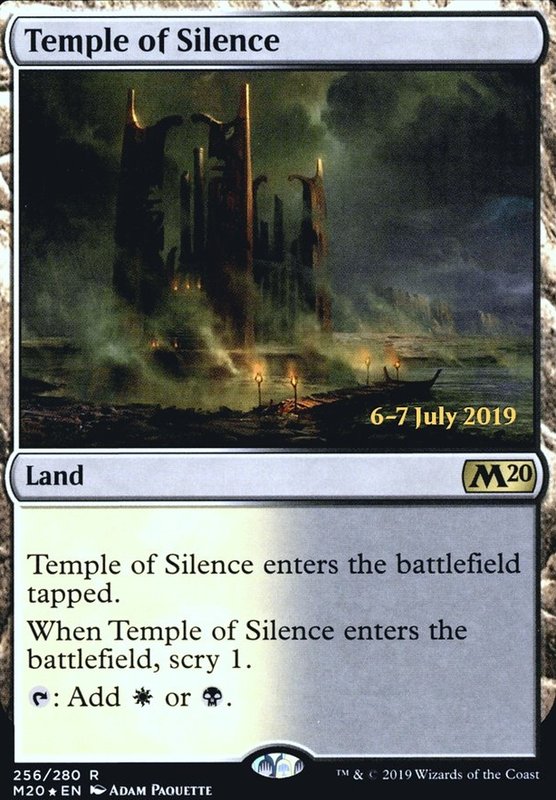 Temple of Silence
6–7 July 2019
Land
M20
Temple of Silence enters the battlefield
tapped.
When Temple of Silence enters the
battlefield, scry 1.
: Add or .
256/280 R
M20 ★ EN Adam Paquette
™ & © 2019 Wizards of the Coast